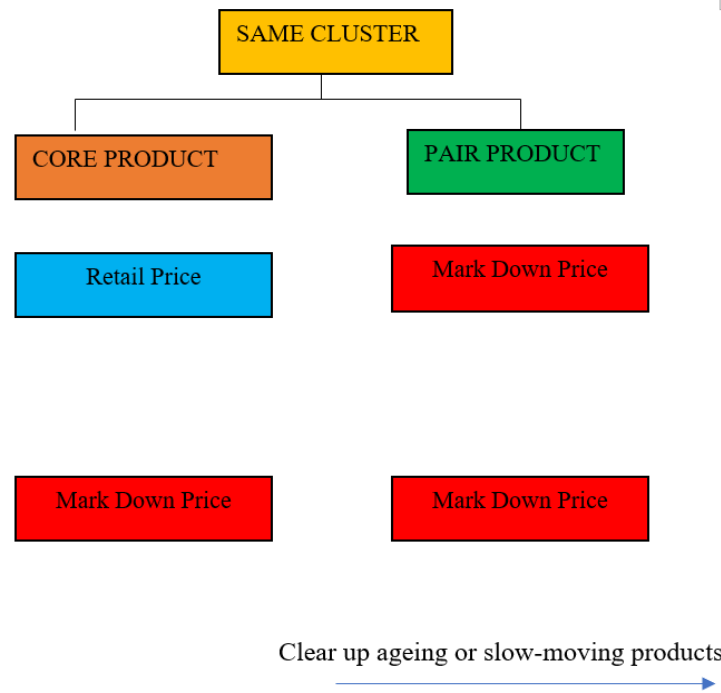 SAME CLUSTER
CORE PRODUCT
PAIR PRODUCT
Retail Price
Mark Down Price
Mark Down Price
Mark Down Price
Clear up ageing or slow-moving products